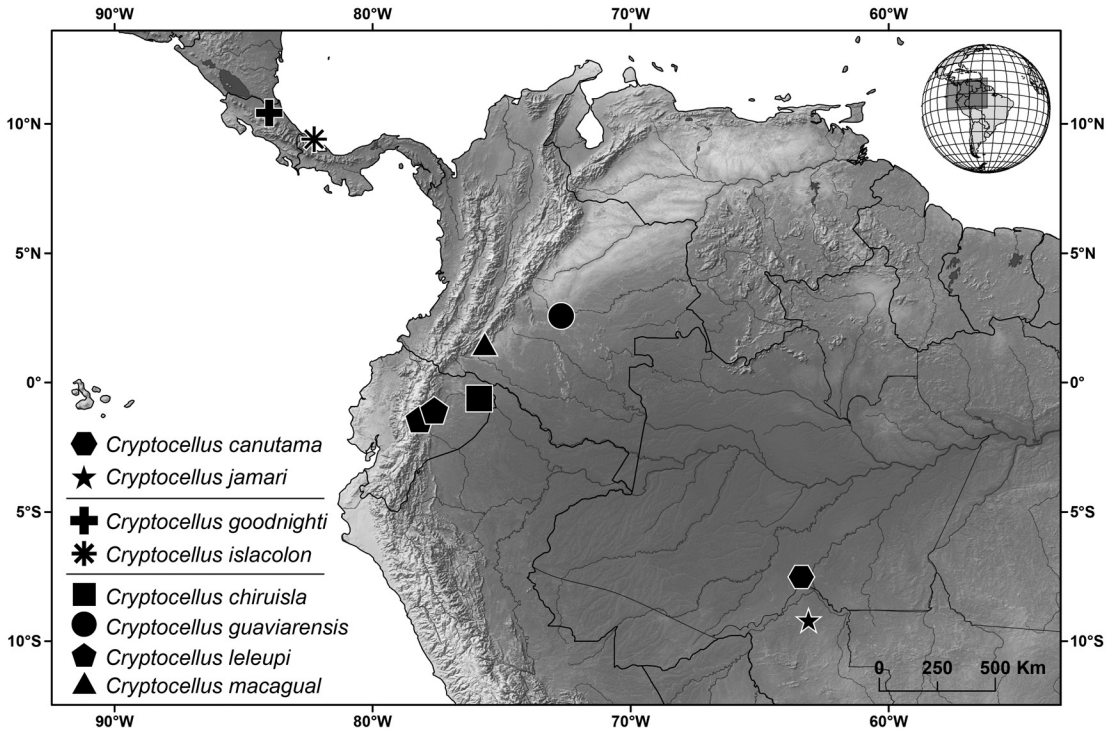 90°W 80°W 70°W 60°W
10°N 10°N
5°N 5°N
0° 0°
Cryptocellus canutama
Cryptocellus jamari
5°S 5°S
Cryptocellus goodnighti
Cryptocellus islacolon
Cryptocellus chiruisla
Cryptocellus guaviarensis
10°S 10°S
Cryptocellus leleupi
0 250 500 Km
Cryptocellus macagual
90°W 80°W 70°W 60°W